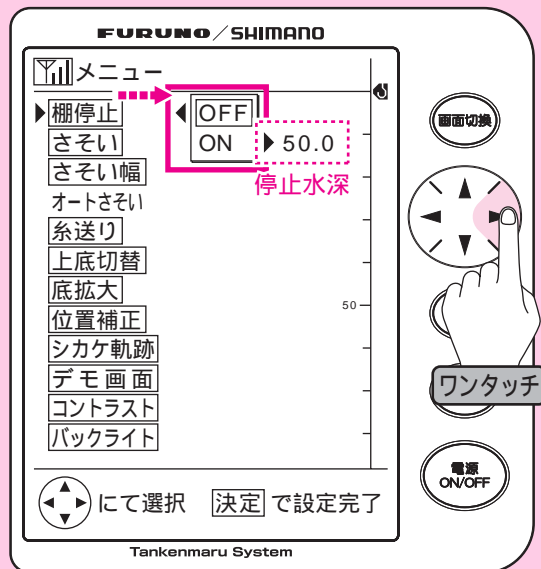 FURUNO/SHIMANO
メニュー
棚停止
OFF
さそい
ON
50.0
さそい幅
停止水深
オートさそい
糸送り
上底切替
底拡大
50
位置補正
シカケ軌跡
デモ画面
コントラスト
バックライト
にて選択 決定 で設定完了
Tankenmaru System
画面切換
ワンタッチ
電源
ON/OFF